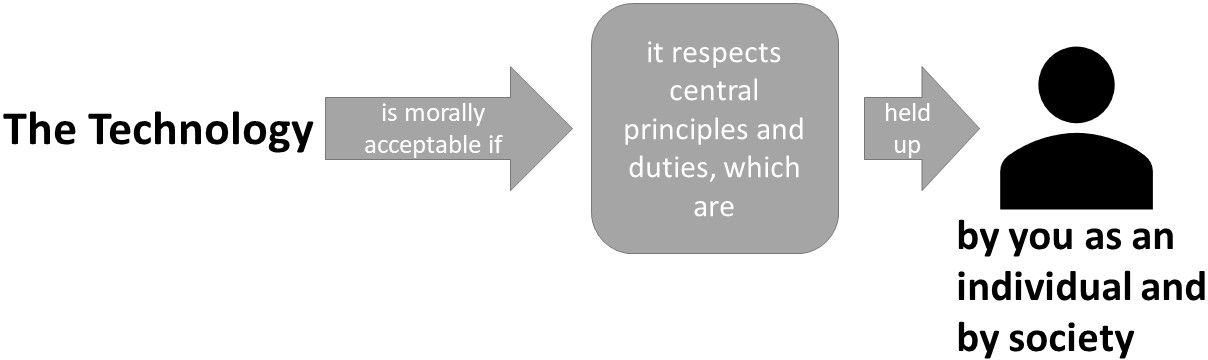 The Technology
is morally
acceptable if
it respects
central
principles and
duties, which
are
held
up
by you as an
individual and
by society